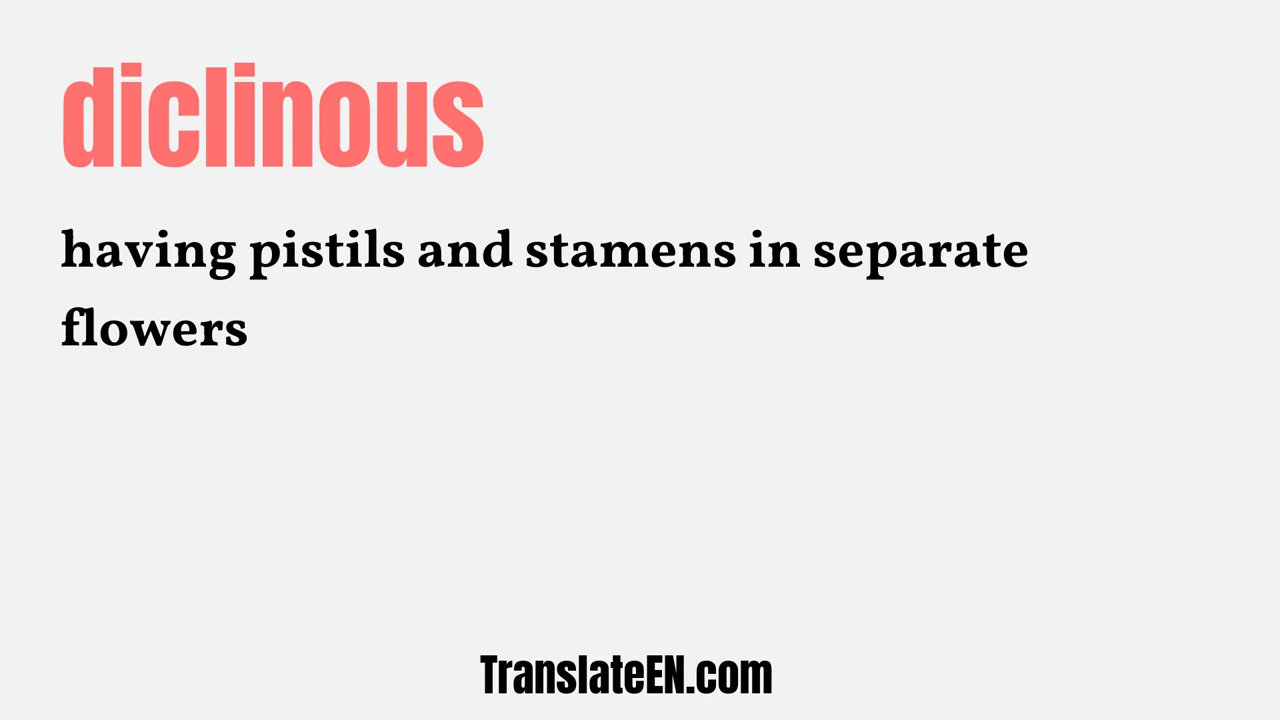 diclinous
having pistils and stamens in separate
flowers
TranslateEN.com